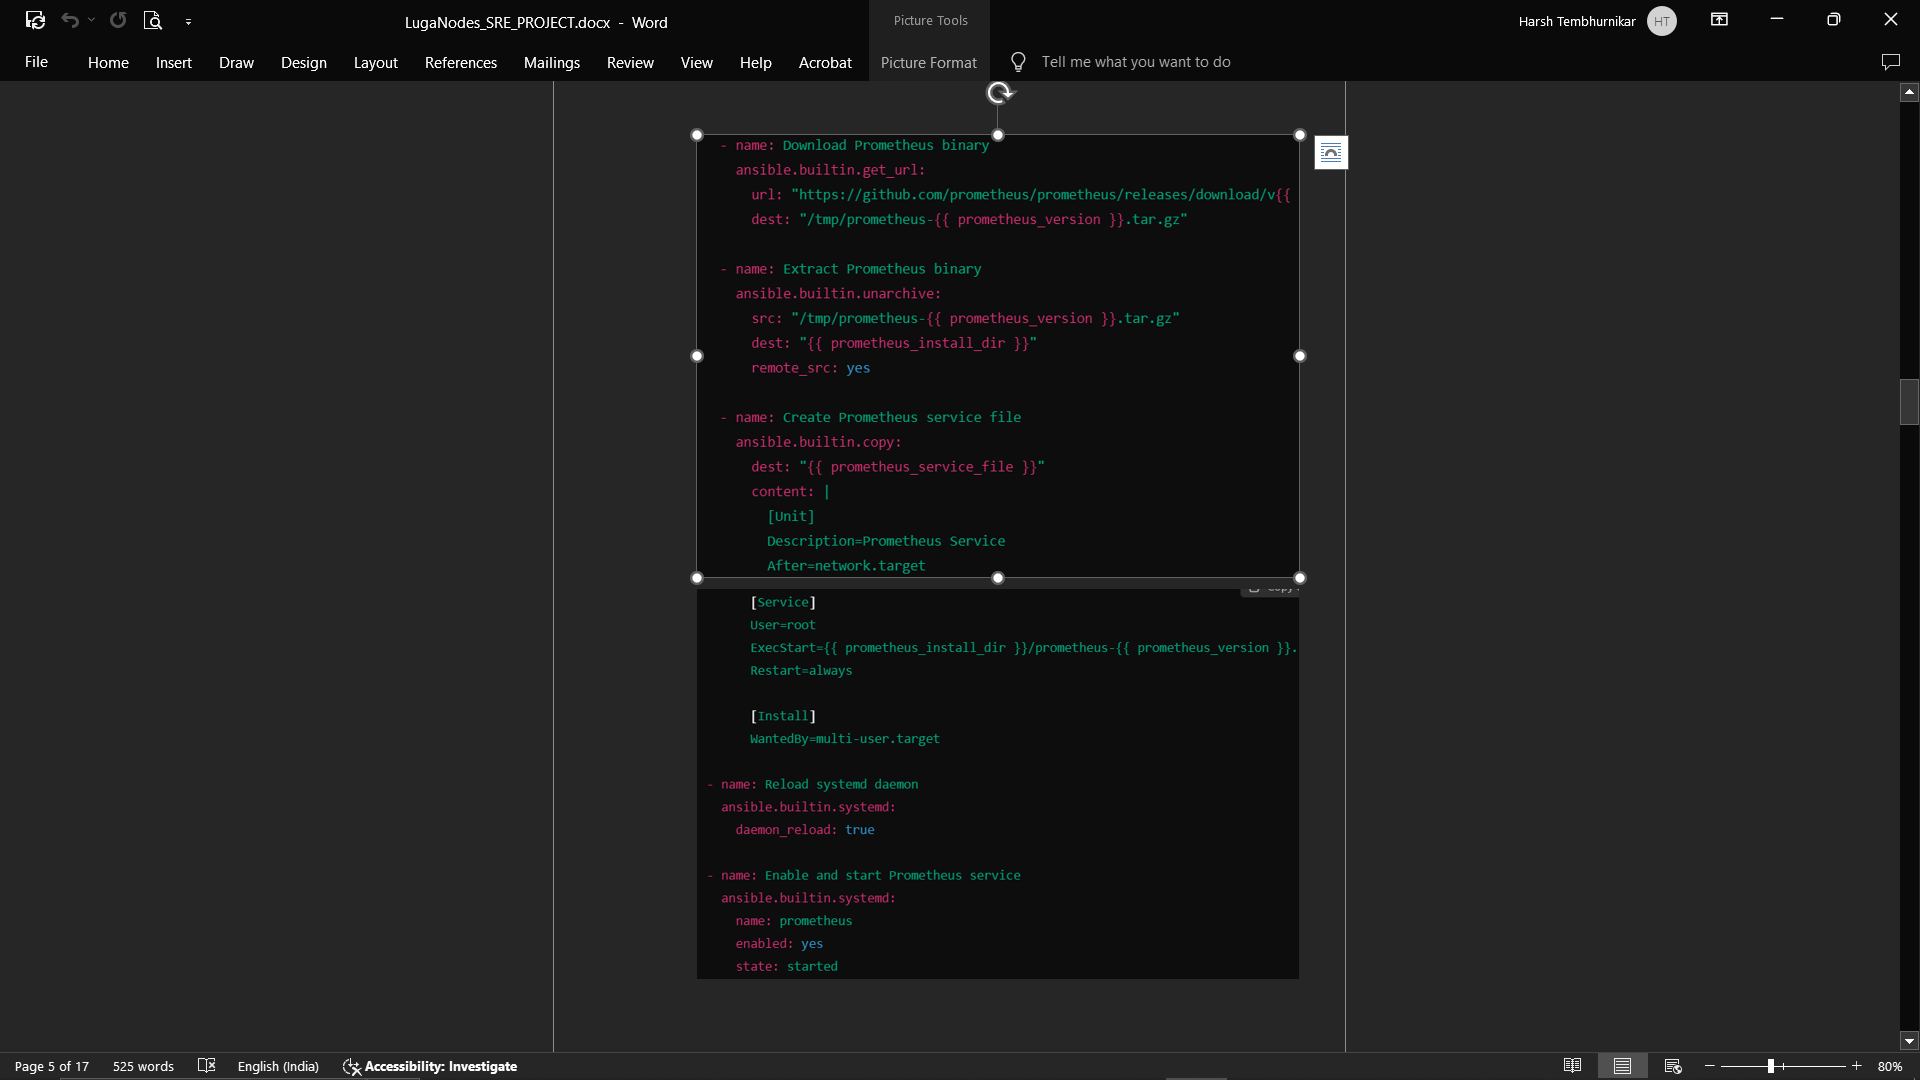 LugaNodes_SRE_PROJECT.docx - Word
Picture Tools
Harsh Tembhurnikar
HT
File Home Insert Draw Design Layout References Mailings Review View Help Acrobat Picture Format Tell me what you want to do
- name: Download Prometheus binary
ansible.builtin.get_url:
url: "https://github.com/prometheus/prometheus/releases/download/v{{
dest: "/tmp/prometheus-{{ prometheus_version }}.tar.gz"
- name: Extract Prometheus binary
ansible.builtin.unarchive:
src: "/tmp/prometheus-{{ prometheus_version }}.tar.gz"
dest: "{{ prometheus_install_dir }}"
remote_src: yes
- name: Create Prometheus service file
ansible.builtin.copy:
dest: "{{ prometheus_service_file }}"
content: |
[Unit]
Description=Prometheus Service
After=network.target
[Service]
User=root
ExecStart={{ prometheus_install_dir }}/prometheus-{{ prometheus_version }}.
Restart=always
[Install]
WantedBy=multi-user.target
- name: Reload systemd daemon
ansible.builtin.systemd:
daemon_reload: true
- name: Enable and start Prometheus service
ansible.builtin.systemd:
name: prometheus
enabled: yes
state: started
Page 5 of 17 525 words English (India) Accessibility: Investigate 80%